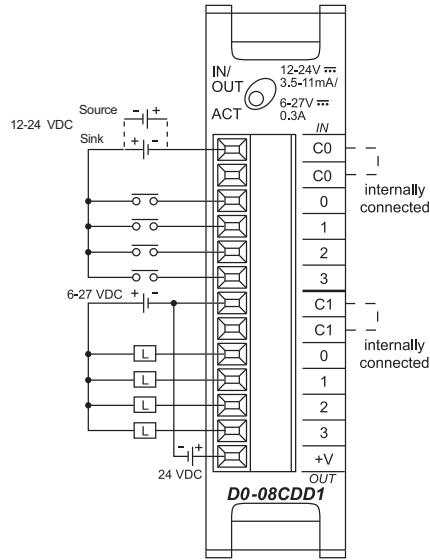 IN/
OUT
ACT
12-24V
3.5-11mA/
6-27V
0.3A
IN
Source
- +
12-24 VDC
Sink
+ -
C0
C0
internally
connected
0
1
2
3
6-27 VDC
+ -
C1
C1
internally
connected
L
0
L
1
L
2
L
3
- +
24 VDC
+V
OUT
D0-08CDD1